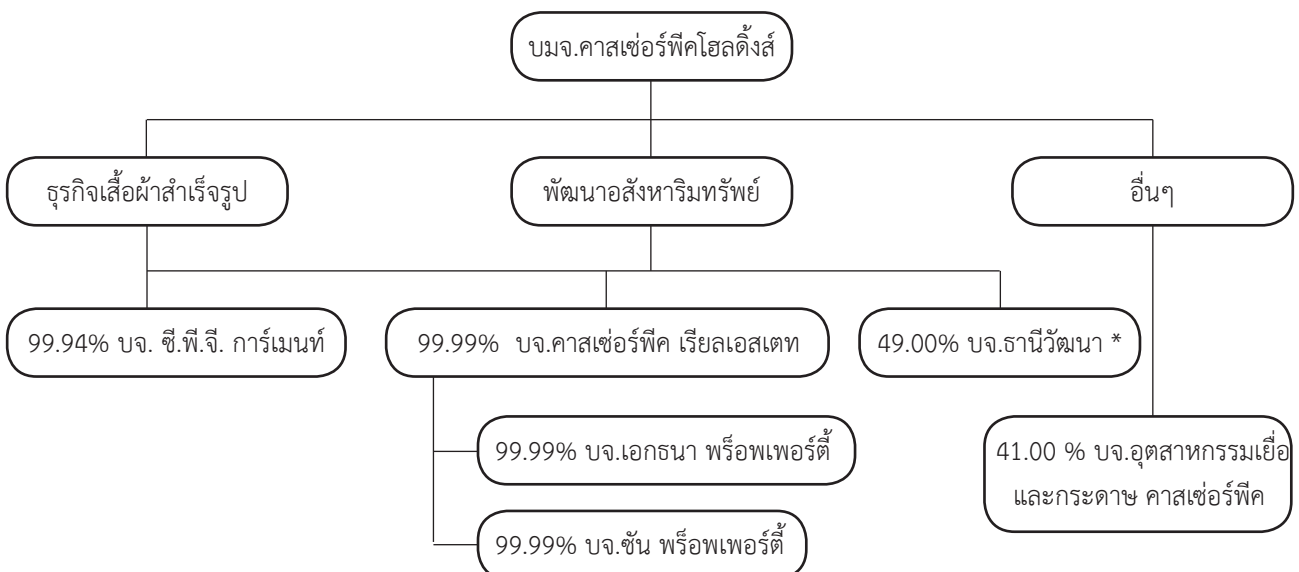 บมจ.คาสเซ่อร์พีคโฮลดิ้งส์
ธุรกิจเสื้อผ้าสำเร็จรูป
พัฒนาอสังหาริมทรัพย์
อื่นๆ
99.94% บจ. ซี.พี.จี. การ์เมนท์
99.99% บจ.คาสเซ่อร์พีค เรียลเอสเตท
49.00% บจ.ธานีวัฒนา *
99.99% บจ.เอกธนา พร็อพเพอร์ตี้
41.00 % บจ.อุตสาหกรรมเยื่อ
และกระดาษ คาสเซ่อร์พีค
99.99% บจ.ซัน พร็อพเพอร์ตี้